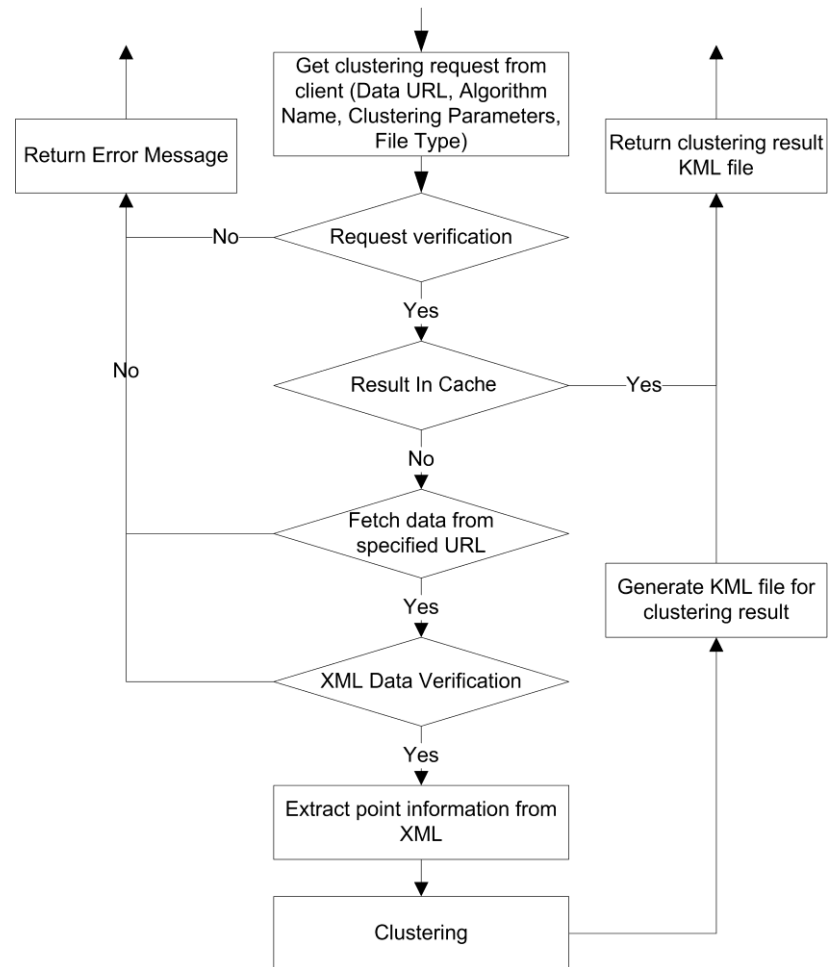 Get clustering request from
client (Data URL, Algorithm
Name, Clustering Parameters,
File Type)
Return Error Message
Return clustering result
KML file
No
Request verification
Yes
No
Result In Cache
Yes
No
Fetch data from
specified URL
Yes
Generate KML file for
clustering result
XML Data Verification
Yes
Extract point information from
XML
Clustering